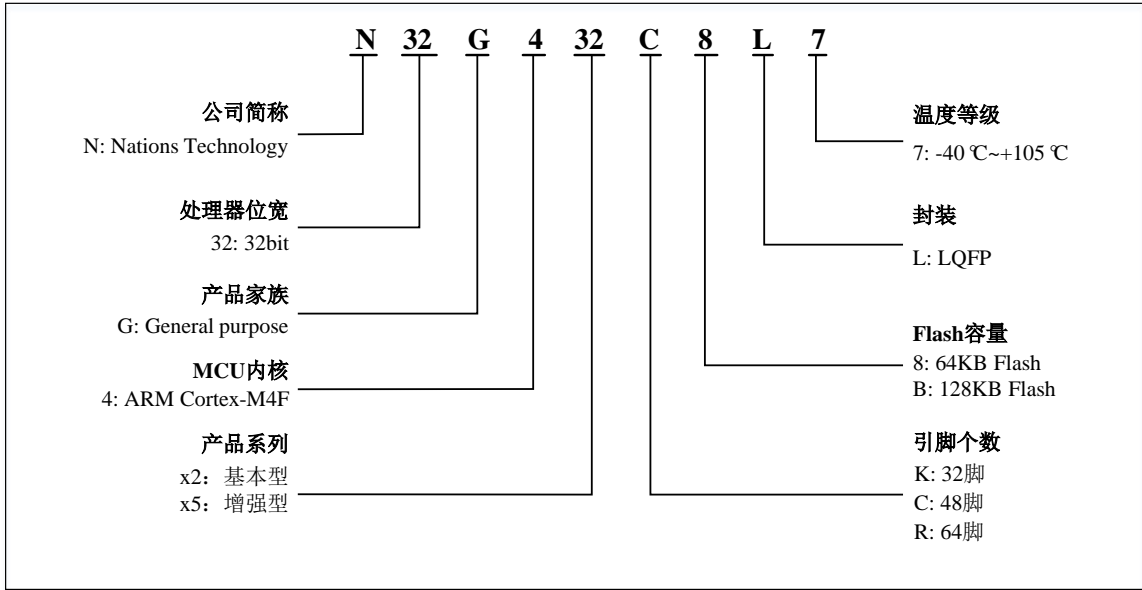 N 32 G 4 32 C 8 L 7
公司简称
N: Nations Technology
处理器位宽
32: 32bit
产品家族
G: General purpose
MCU内核
4: ARM Cortex-M4F
产品系列
x2：基本型
x5：增强型
温度等级
7: -40℃~+105℃
封装
L: LQFP
Flash容量
8: 64KB Flash
B: 128KB Flash
引脚个数
K: 32脚
C: 48脚
R: 64脚